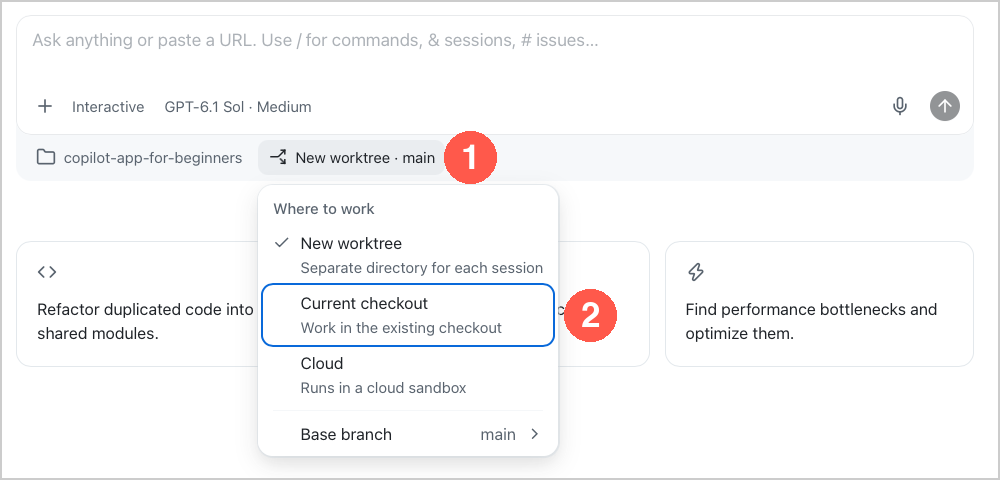 Ask anything or paste a URL. Use / for commands, & sessions, # issues...
Interactive GPT-6.1 Sol · Medium
copilot-app-for-beginners New worktree · main 1
Where to work
New worktree
Separate directory for each session
Current checkout
Work in the existing checkout
2
Cloud
Runs in a cloud sandbox
Base branch main
Refactor duplicated code into
shared modules.
Find performance bottlenecks and
optimize them.